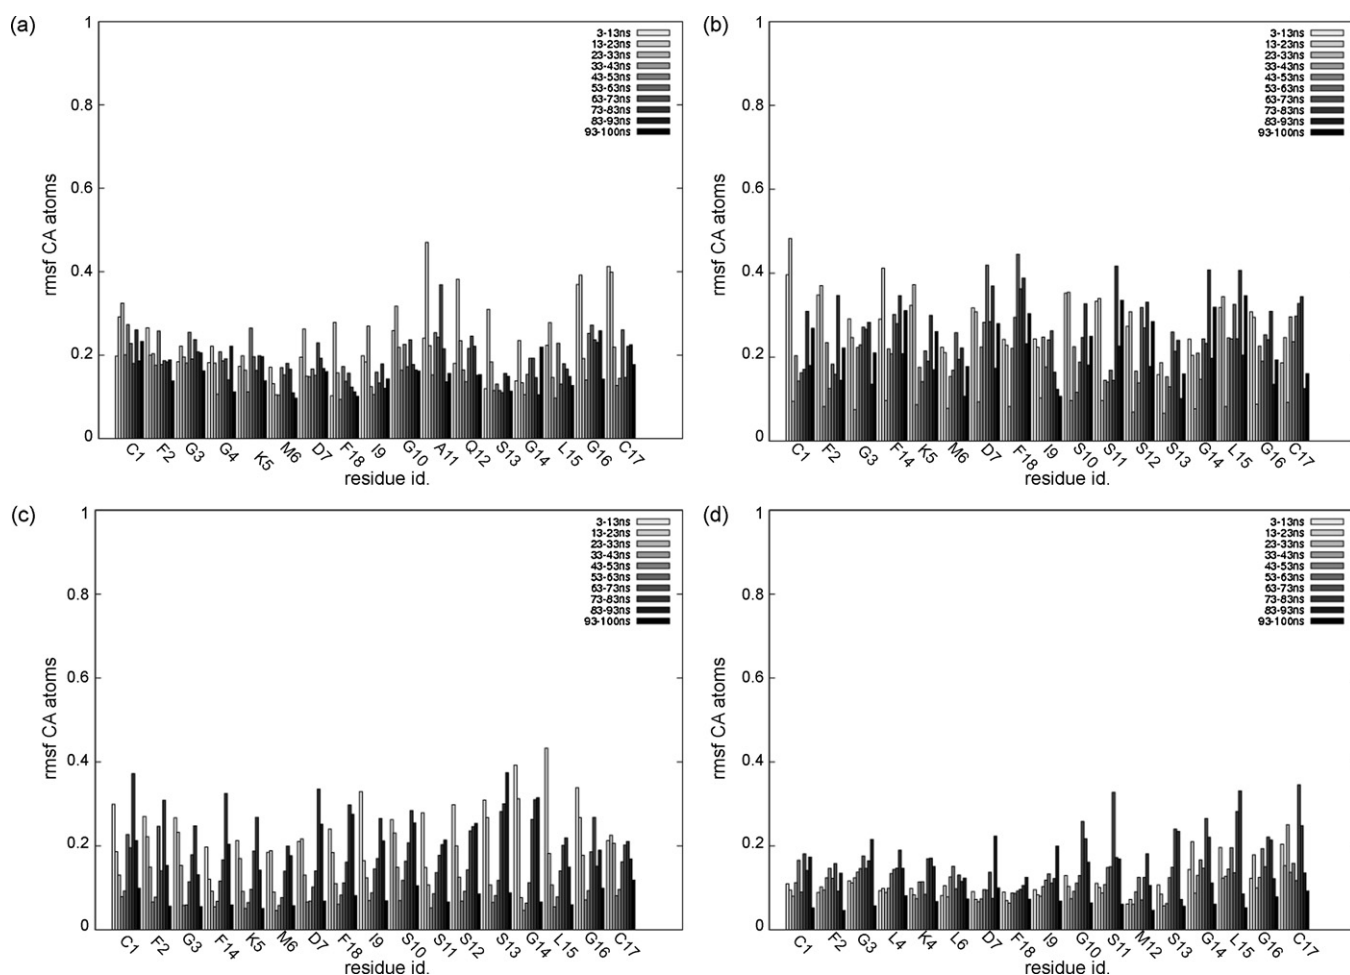 (a)
1
0.8
0.6
0.4
0.2
0
rmsf CA atoms
3-13ns
13-23ns
23-33ns
33-43ns
43-53ns
53-63ns
63-73ns
73-83ns
83-93ns
93-100ns
C1 F2 G3 G4 K5 M6 D7 F18 I9 G10 A11 Q12 S13 G14 L15 G16 C17
residue id.
(b)
1
0.8
0.6
0.4
0.2
0
rmsf CA atoms
3-13ns
13-23ns
23-33ns
33-43ns
43-53ns
53-63ns
63-73ns
73-83ns
83-93ns
93-100ns
C1 F2 G3 F14 K5 M6 D7 F18 I9 S10 S11 S12 S13 G14 L15 G16 C17
residue id.
(c)
1
0.8
0.6
0.4
0.2
0
rmsf CA atoms
3-13ns
13-23ns
23-33ns
33-43ns
43-53ns
53-63ns
63-73ns
73-83ns
83-93ns
93-100ns
C1 F2 G3 F14 K5 M6 D7 F18 I9 S10 S11 S12 S13 G14 L15 G16 C17
residue id.
(d)
1
0.8
0.6
0.4
0.2
0
rmsf CA atoms
3-13ns
13-23ns
23-33ns
33-43ns
43-53ns
53-63ns
63-73ns
73-83ns
83-93ns
93-100ns
C1 F2 G3 L4 K4 L6 D7 F18 I9 G10 S11 M12 S13 G14 L15 G16 C17
residue id.